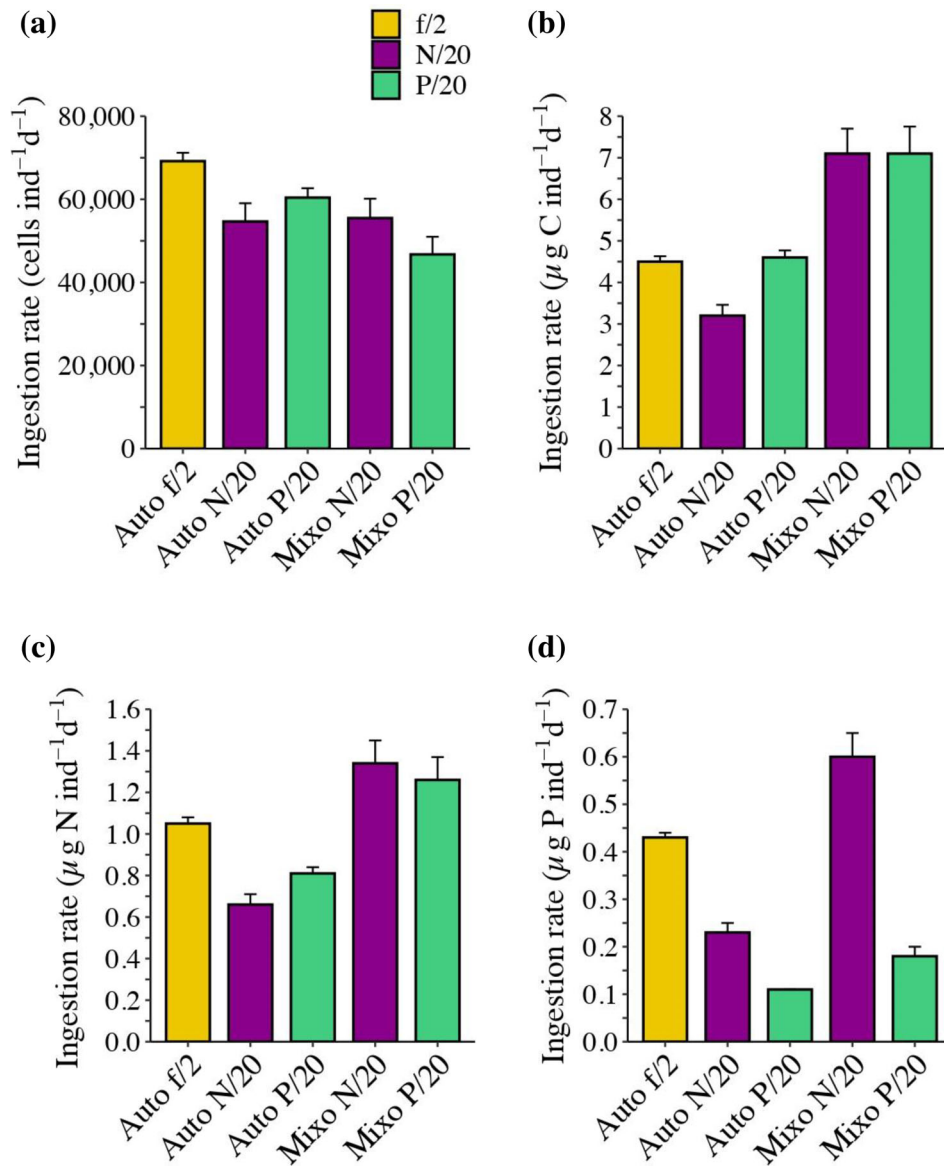 (a)
f/2
N/20
P/20
Ingestion rate (cells ind⁻¹d⁻¹)
80,000
60,000
40,000
20,000
0
Auto f/2
Auto N/20
Auto P/20
Mixo N/20
Mixo P/20
(b)
Ingestion rate (µg C ind⁻¹d⁻¹)
8
7
6
5
4
3
2
1
0
Auto f/2
Auto N/20
Auto P/20
Mixo N/20
Mixo P/20
(c)
Ingestion rate (µg N ind⁻¹d⁻¹)
1.6
1.4
1.2
1.0
0.8
0.6
0.4
0.2
0.0
Auto f/2
Auto N/20
Auto P/20
Mixo N/20
Mixo P/20
(d)
Ingestion rate (µg P ind⁻¹d⁻¹)
0.7
0.6
0.5
0.4
0.3
0.2
0.1
0.0
Auto f/2
Auto N/20
Auto P/20
Mixo N/20
Mixo P/20